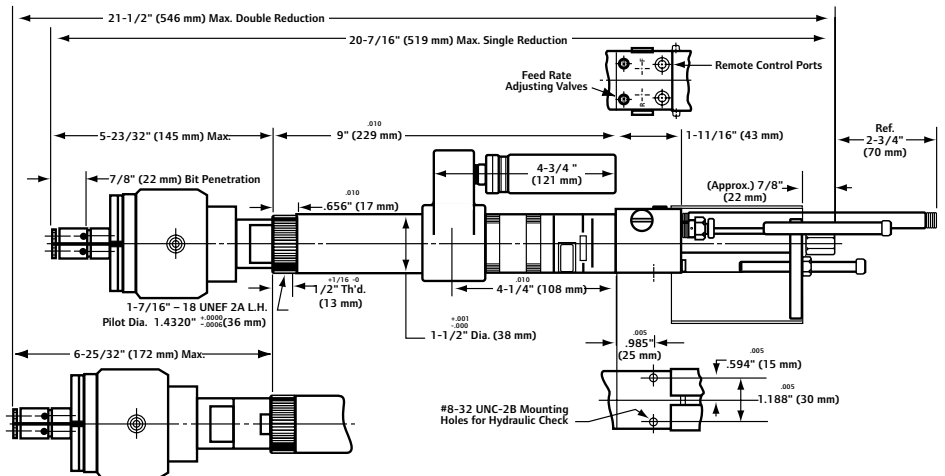 21-1/2" (546 mm) Max. Double Reduction
20-7/16" (519 mm) Max. Single Reduction
Feed Rate
Adjusting Valves
F
R
Remote Control Ports
5-23/32" (145 mm) Max.
.010
9" (229 mm)
1-11/16" (43 mm)
Ref.
2-3/4"
(70 mm)
7/8" (22 mm) Bit Penetration
4-3/4 "
(121 mm)
(Approx.) 7/8"
(22 mm)
.010
.656" (17 mm)
+1/16 -0
1/2" Th'd.
(13 mm)
.010
4-1/4" (108 mm)
1-7/16" – 18 UNEF 2A L.H.
Pilot Dia. 1.4320" +.0000 -.0006 (36 mm)
+.001
-.000
1-1/2" Dia. (38 mm)
.005
.985"
(25 mm)
6-25/32" (172 mm) Max.
.005
.594" (15 mm)
.005
1.188" (30 mm)
#8-32 UNC-2B Mounting
Holes for Hydraulic Check